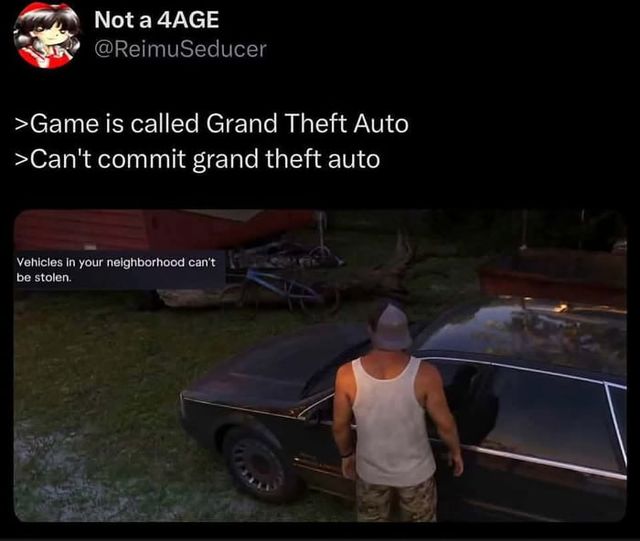 Not a 4AGE
@ReimuSeducer
>Game is called Grand Theft Auto
>Can't commit grand theft auto
Vehicles in your neighborhood can't
be stolen.